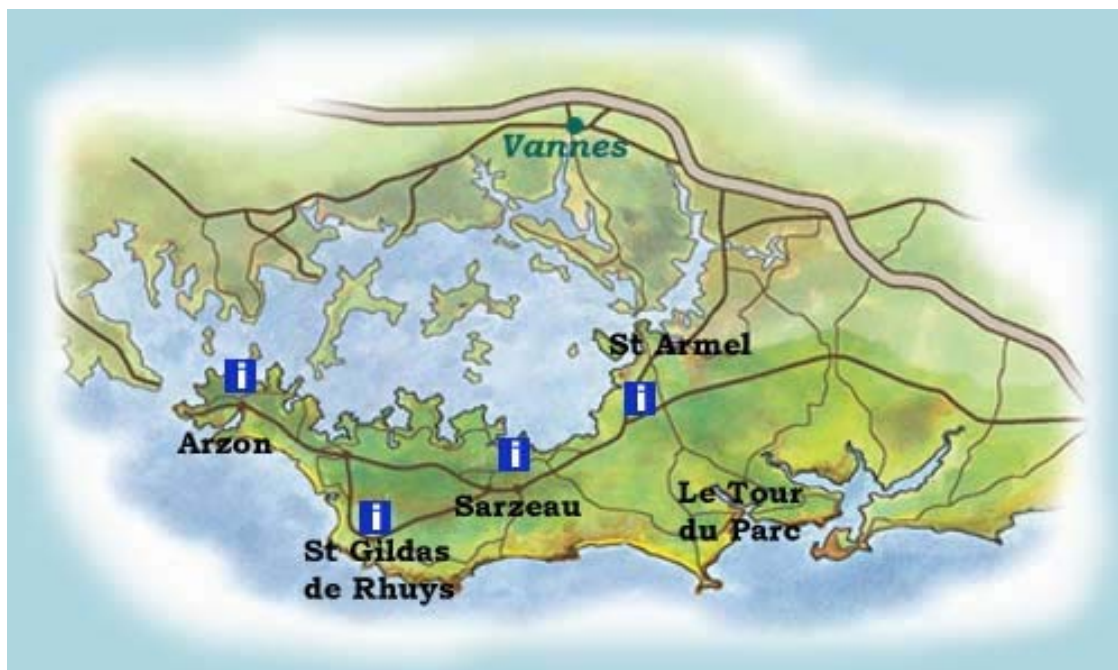 Vannes
St Armel
i
i
Arzon
i
Sarzeau
Le Tour
du Parc
i
St Gildas
de Rhuys